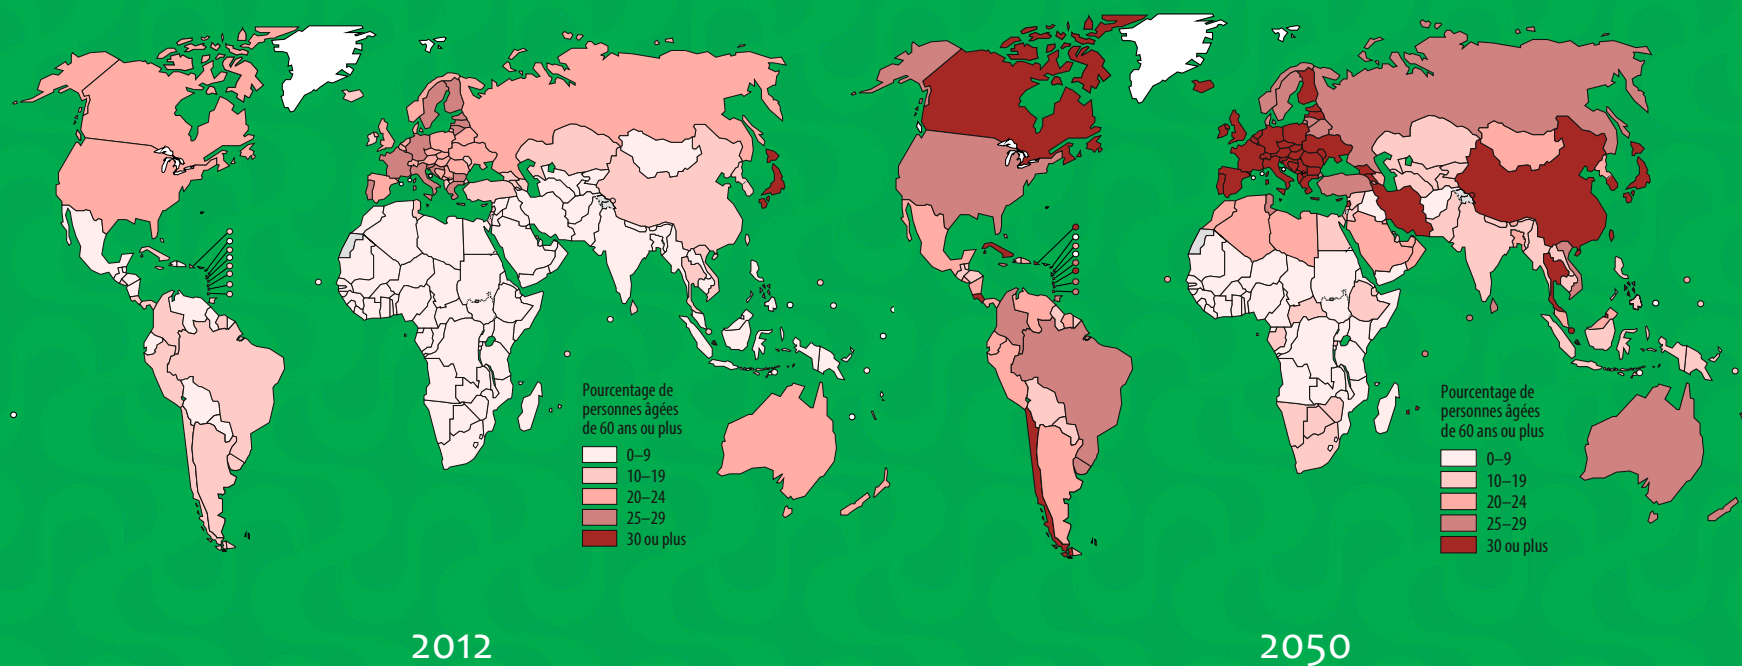 Pourcentage de
personnes âgées
de 60 ans ou plus
0–9
10–19
20–24
25–29
30 ou plus
2012
Pourcentage de
personnes âgées
de 60 ans ou plus
0–9
10–19
20–24
25–29
30 ou plus
2050